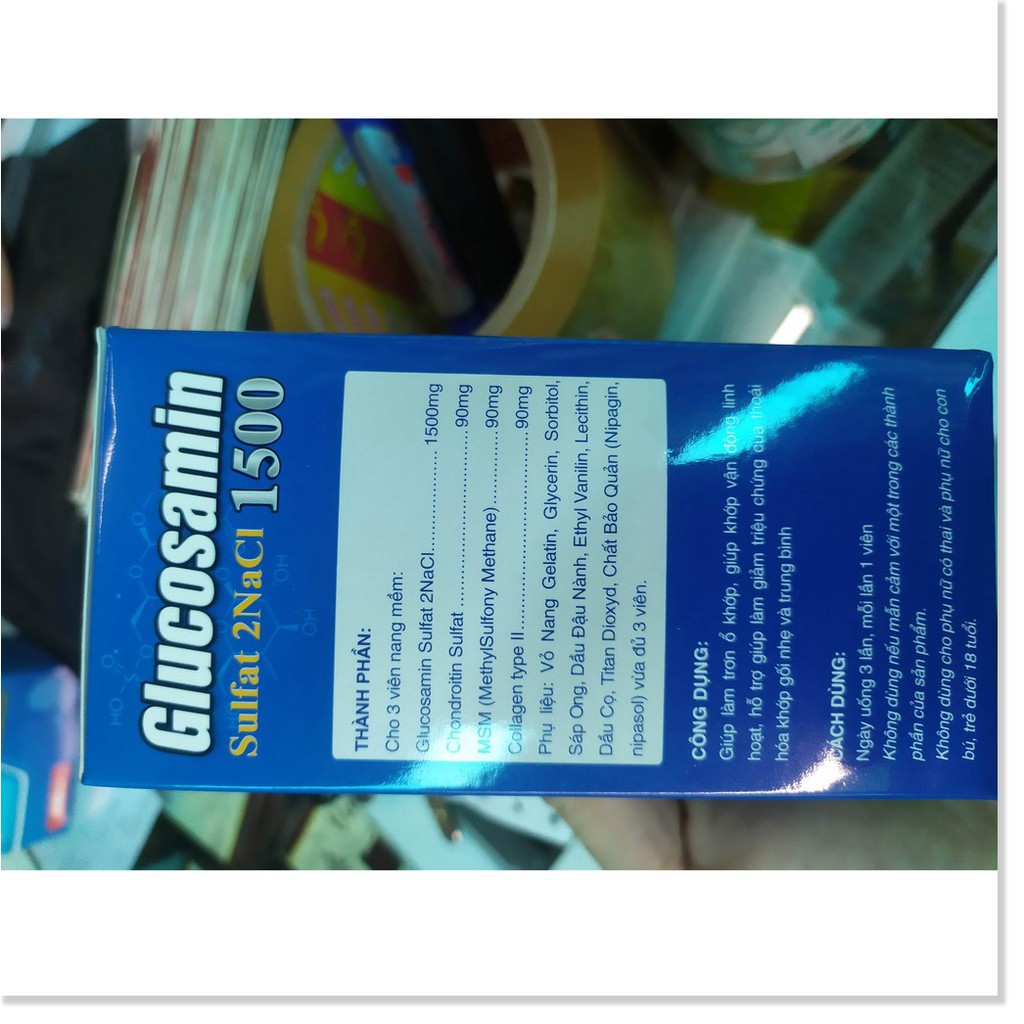 Glucosamin
Sulfat 2NaCl 1500
THÀNH PHẦN:
Cho 3 viên nang mềm:
Glucosamin Sulfat 2NaCl.......................... 1500mg
Chondroitin Sulfat ..................................... 90mg
MSM (MethylSulfony Methane) ................ 90mg
Collagen type II......................................... 90mg
Phụ liệu: Vỏ Nang Gelatin, Glycerin, Sorbitol,
Sáp Ong, Dầu Đậu Nành, Ethyl Vanilin, Lecithin,
Dầu Cọ, Titan Dioxyd, Chất Bảo Quản (Nipagin,
nipasol) vừa đủ 3 viên.
CÔNG DỤNG:
Giúp làm trơn ổ khớp, giúp khớp vận động linh
hoạt, hỗ trợ giúp làm giảm triệu chứng của thoái
hóa khớp gối nhẹ và trung bình
CÁCH DÙNG:
Ngày uống 3 lần, mỗi lần 1 viên
Không dùng nếu mẫn cảm với một trong các thành
phần của sản phẩm.
Không dùng cho phụ nữ có thai và phụ nữ cho con
bú, trẻ dưới 18 tuổi.
HO
S
O
O
OH
OH